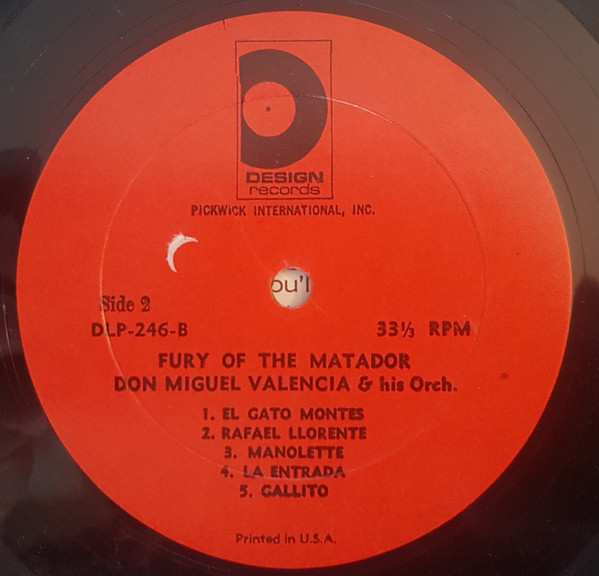 DESIGN
records
PICKWICK INTERNATIONAL, INC.
ou'l
Side 2
DLP-246-B 33⅓ RPM
FURY OF THE MATADOR
DON MIGUEL VALENCIA & his Orch.
1. EL GATO MONTES
2. RAFAEL LLORENTE
3. MANOLETTE
4. LA ENTRADA
5. GALLITO
Printed in U.S.A.